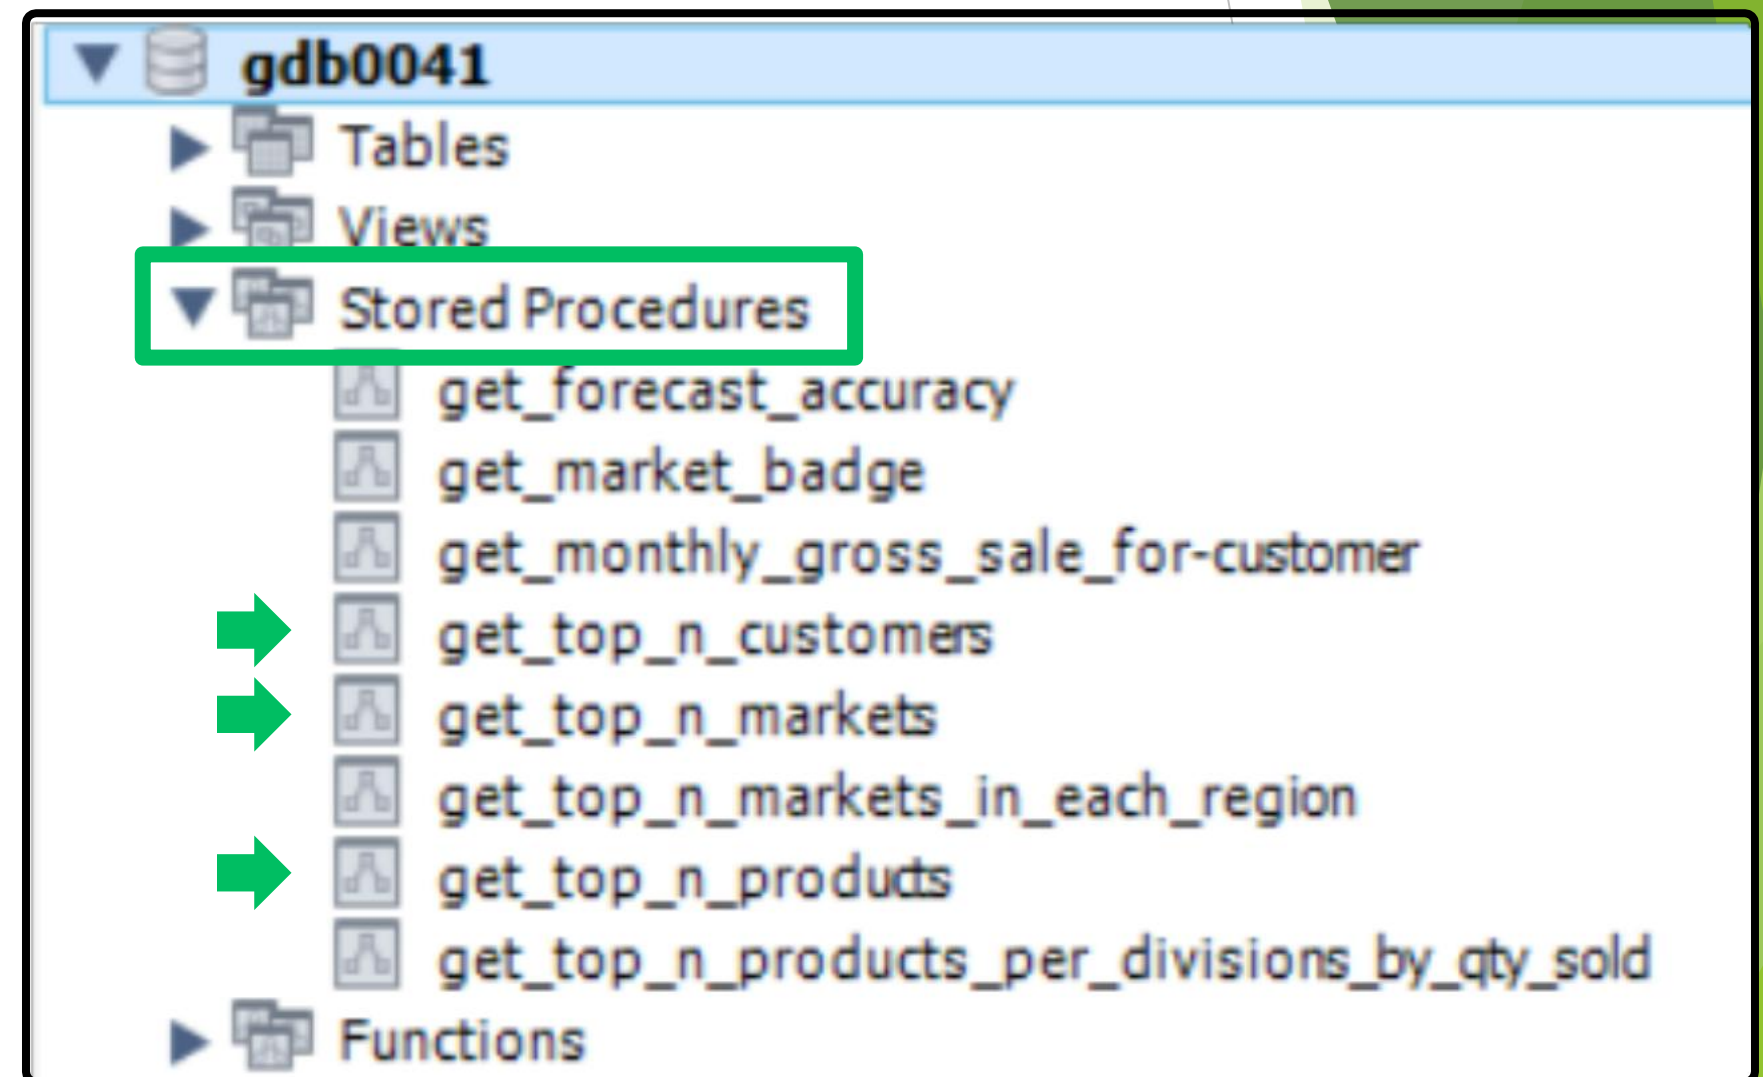 gdb0041
Tables
Views
Stored Procedures
get_forecast_accuracy
get_market_badge
get_monthly_gross_sale_for-customer
get_top_n_customers
get_top_n_markets
get_top_n_markets_in_each_region
get_top_n_products
get_top_n_products_per_divisions_by_qty_sold
Functions